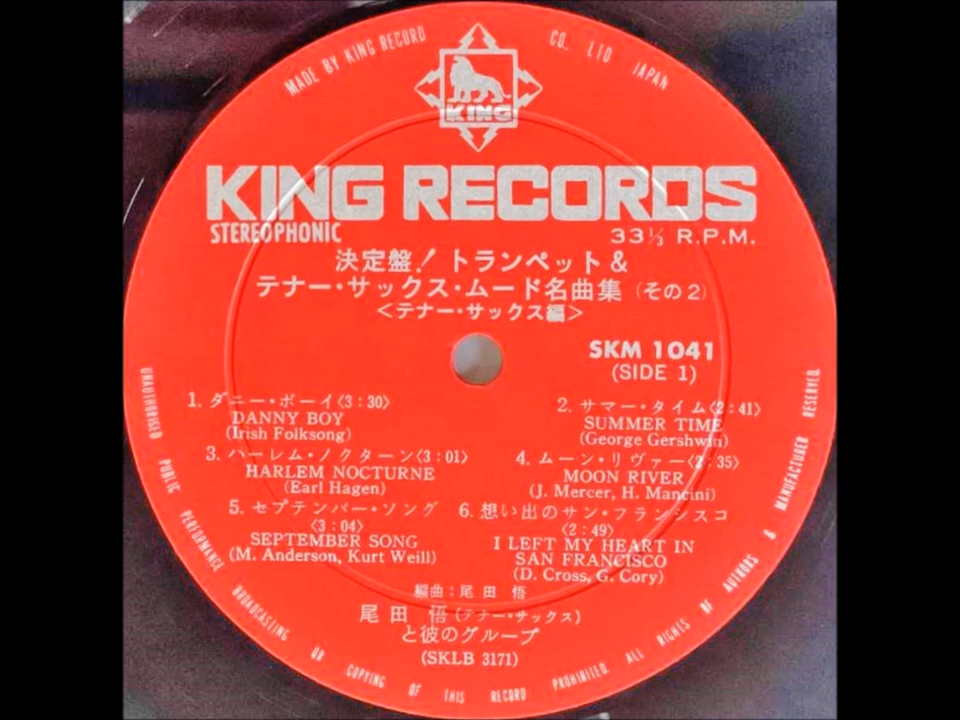 MADE BY KING RECORD CO. LTD JAPAN
KING
KING RECORDS
STEREOPHONIC
33⅓ R.P.M.
決定盤!トランペット&
テナー・サックス・ムード名曲集(その2)
<テナー・サックス編>
SKM 1041
(SIDE 1)
1. ダニー・ボーイ〈3:30〉
DANNY BOY
(Irish Folksong)
2. サマー・タイム〈2:41〉
SUMMER TIME
(George Gershwin)
3. ハーレム・ノクターン〈3:01〉
HARLEM NOCTURNE
(Earl Hagen)
4. ムーン・リヴァー〈2:35〉
MOON RIVER
(J. Mercer, H. Mancini)
5. セプテンバー・ソング
〈3:04〉
SEPTEMBER SONG
(M. Anderson, Kurt Weill)
6. 想い出のサン・フランシスコ
〈2:49〉
I LEFT MY HEART IN
SAN FRANCISCO
(D. Cross, G. Cory)
編曲:尾田 悟
尾田 悟(テナー・サックス)
と彼のグループ
(SKLB 3171)
UNAUTHORISED PUBLIC PERFORMANCE BROADCASTING OR COPYING OF THIS RECORD PROHIBITED. ALL RIGHTS OF AUTHORS & MANUFACTURER RESERVED.